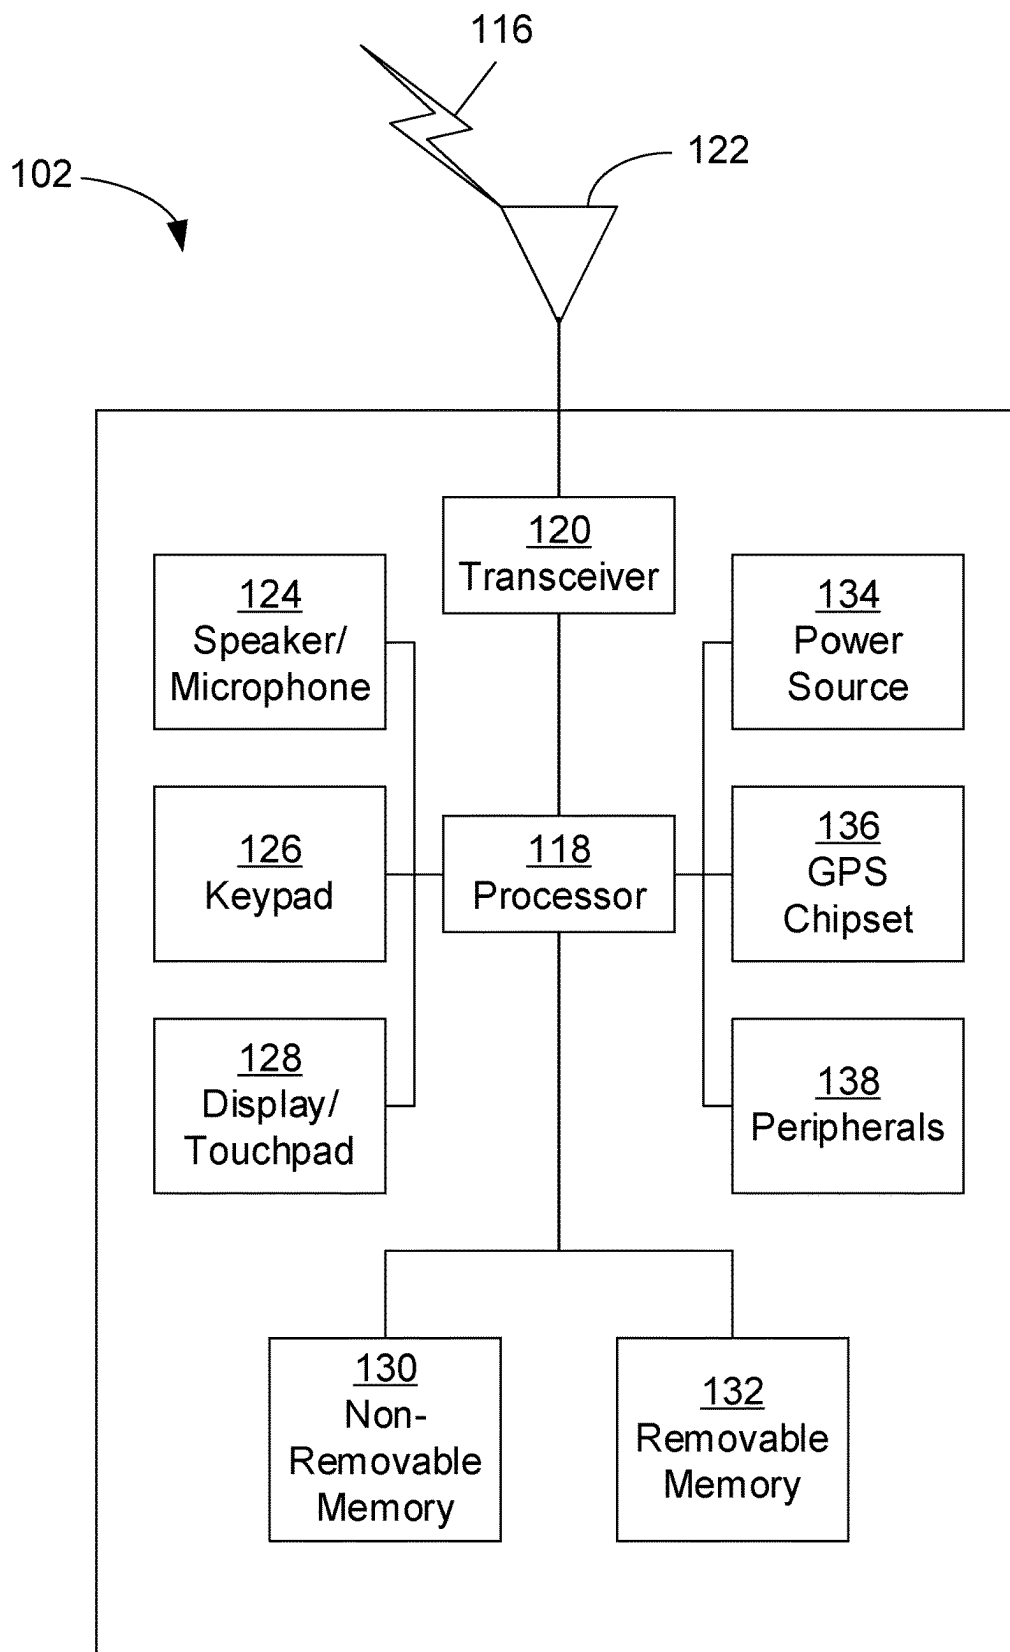 116
122
102
120
Transceiver
124
Speaker/
Microphone
134
Power
Source
126
Keypad
118
Processor
136
GPS
Chipset
128
Display/
Touchpad
138
Peripherals
130
Non-
Removable
Memory
132
Removable
Memory